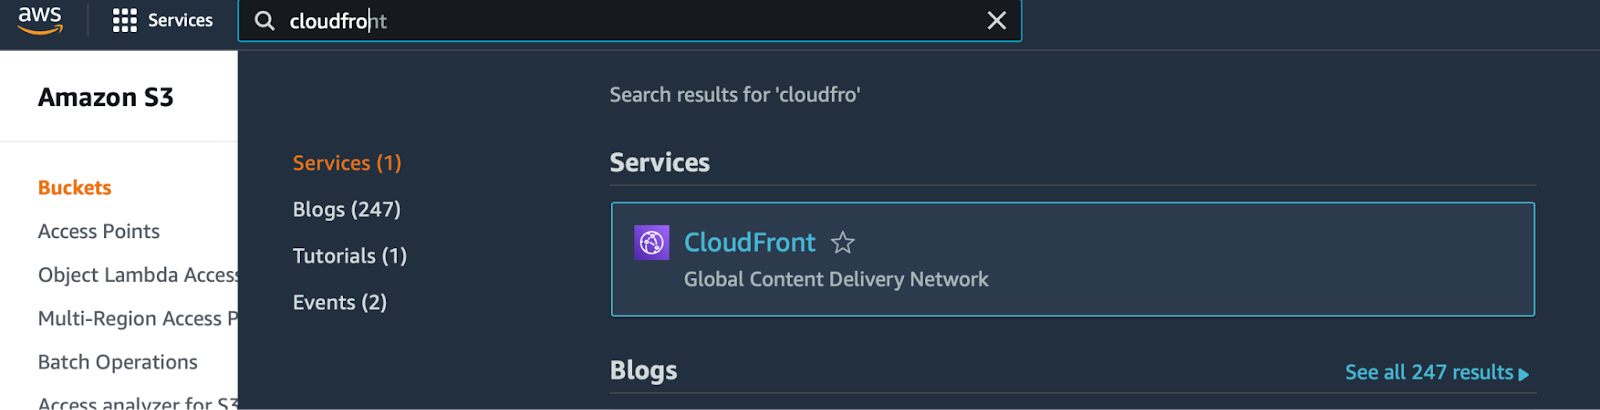 aws
Services
cloudfront
Amazon S3
Buckets
Access Points
Object Lambda Access
Multi-Region Access P
Batch Operations
Access analyzer for S3
Search results for 'cloudfro'
Services (1)
Blogs (247)
Tutorials (1)
Events (2)
Services
CloudFront
Global Content Delivery Network
Blogs
See all 247 results